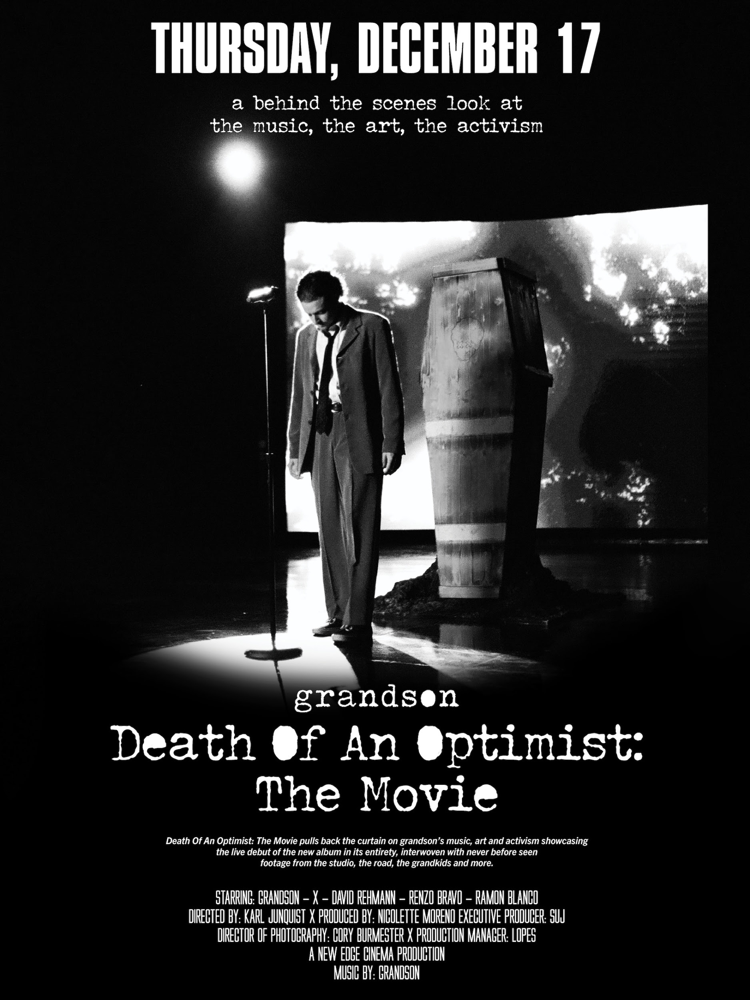 THURSDAY, DECEMBER 17
a behind the scenes look at
the music, the art, the activism
grandson
Death Of An Optimist:
The Movie
Death Of An Optimist: The Movie pulls back the curtain on grandson's music, art and activism showcasing
the live debut of the new album in its entirety, interwoven with never before seen
footage from the studio, the road, the grandkids and more.
STARRING: GRANDSON – X – DAVID REHMANN – RENZO BRAVO – RAMON BLANCO
DIRECTED BY: KARL JUNQUIST X PRODUCED BY: NICOLETTE MORENO EXECUTIVE PRODUCER: SUJ
DIRECTOR OF PHOTOGRAPHY: CORY BURMESTER X PRODUCTION MANAGER: LOPES
A NEW EDGE CINEMA PRODUCTION
MUSIC BY: GRANDSON